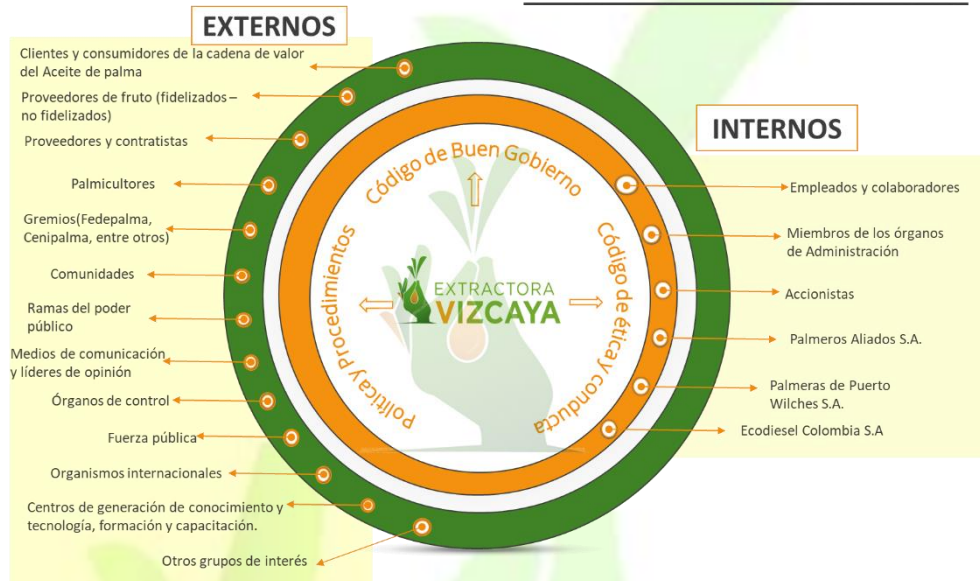 EXTERNOS
Clientes y consumidores de la cadena de valor
del Aceite de palma
Proveedores de fruto (fidelizados –
no fidelizados)
Proveedores y contratistas
Palmicultores
Gremios(Fedepalma,
Cenipalma, entre otros)
Comunidades
Ramas del poder
público
Medios de comunicación
y líderes de opinión
Órganos de control
Fuerza pública
Organismos internacionales
Centros de generación de conocimiento y
tecnología, formación y capacitación.
Otros grupos de interés
Código de Buen Gobierno
Política y Procedimientos
Código de ética y conducta
EXTRACTORA
VIZCAYA
INTERNOS
Empleados y colaboradores
Miembros de los órganos
de Administración
Accionistas
Palmeros Aliados S.A.
Palmeras de Puerto
Wilches S.A.
Ecodiesel Colombia S.A